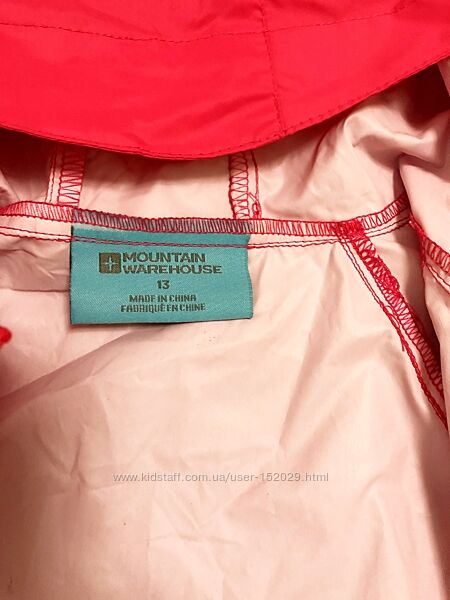 MOUNTAIN
WAREHOUSE
13
MADE IN CHINA
FABRIQUÉ EN CHINE
www.kidstaff.com.ua/user-152029.html